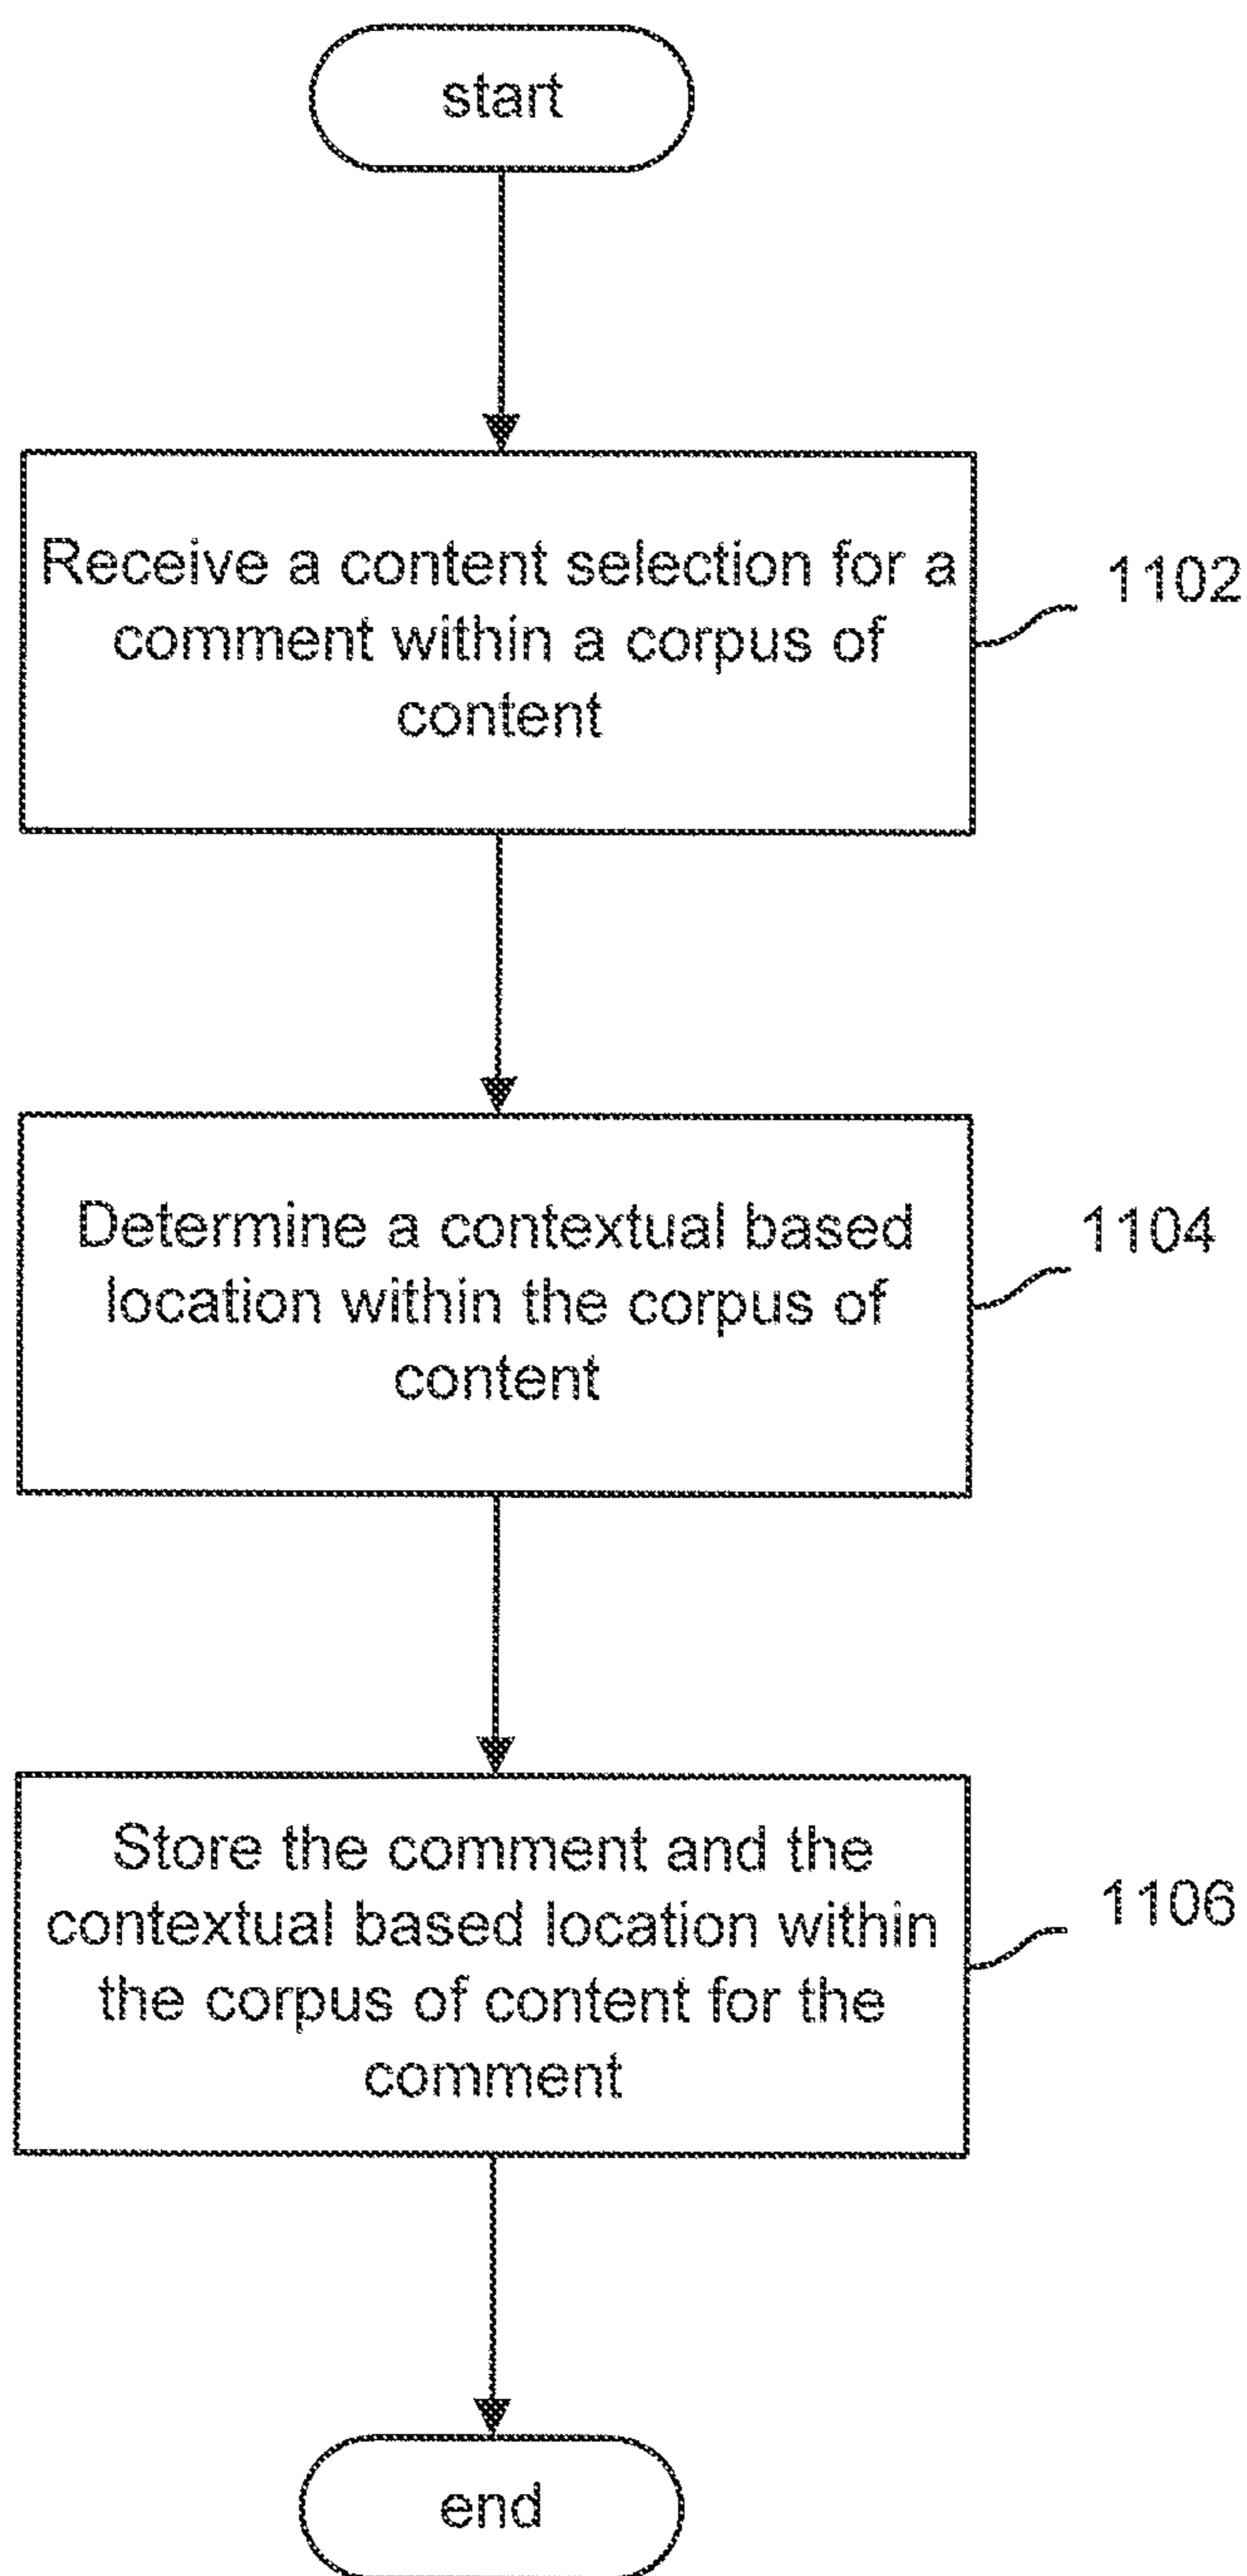 start
Receive a content selection for a
comment within a corpus of
content
1102
Determine a contextual based
location within the corpus of
content
1104
Store the comment and the
contextual based location within
the corpus of content for the
comment
1106
end